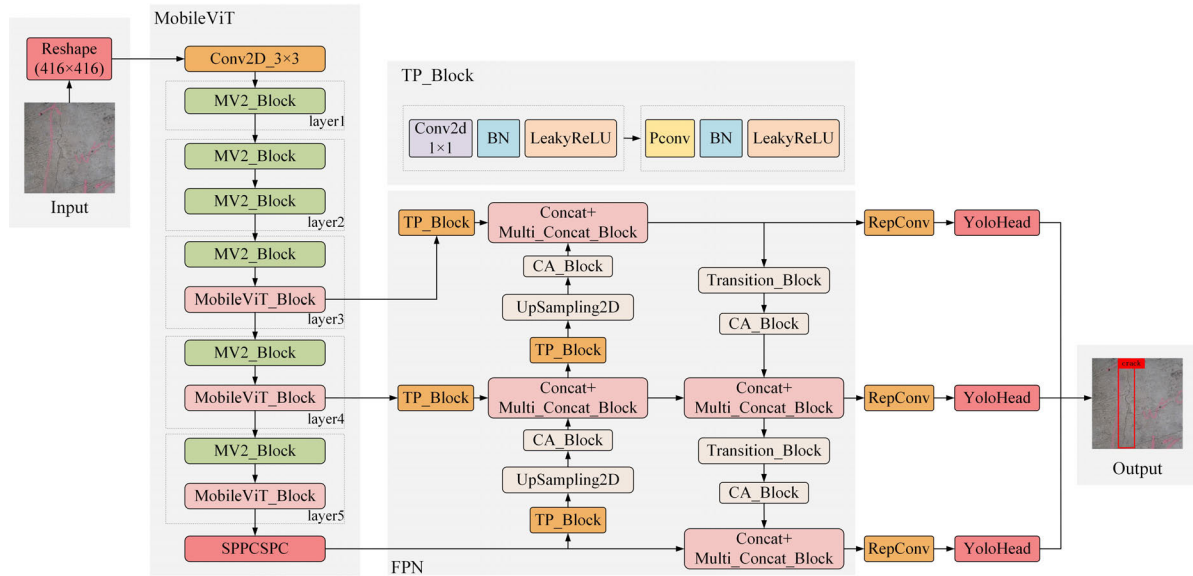 MobileViT
Reshape
(416×416)
Input
Conv2D_3×3
MV2_Block
layer1
MV2_Block
MV2_Block
layer2
MV2_Block
MobileViT_Block
layer3
MV2_Block
MobileViT_Block
layer4
MV2_Block
MobileViT_Block
layer5
SPPCSPC
TP_Block
Conv2d
1×1
BN
LeakyReLU
Pconv
BN
LeakyReLU
TP_Block
Concat+
Multi_Concat_Block
CA_Block
UpSampling2D
TP_Block
TP_Block
Concat+
Multi_Concat_Block
CA_Block
UpSampling2D
TP_Block
Transition_Block
CA_Block
Concat+
Multi_Concat_Block
Transition_Block
CA_Block
Concat+
Multi_Concat_Block
FPN
RepConv
YoloHead
RepConv
YoloHead
RepConv
YoloHead
crack
Output